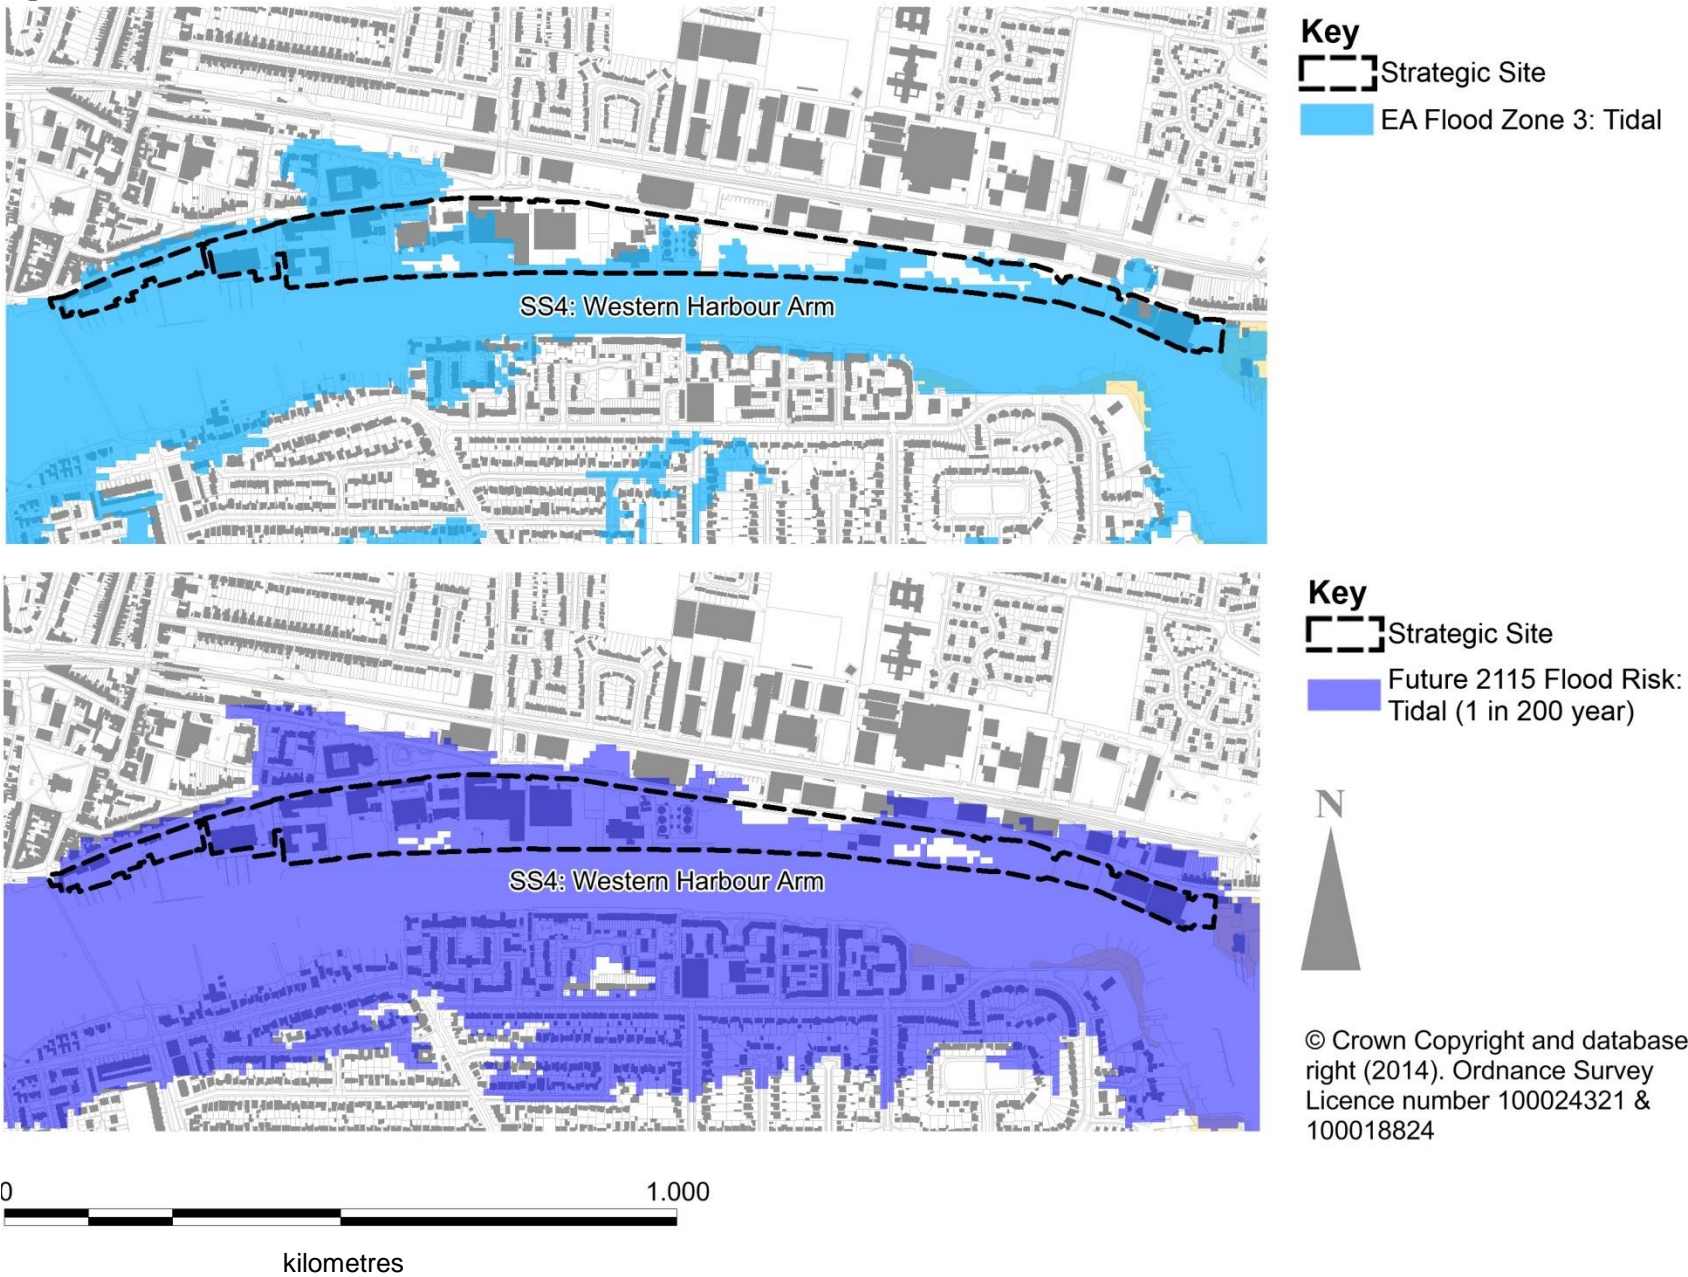 Key
Strategic Site
EA Flood Zone 3: Tidal
SS4: Western Harbour Arm
Key
Strategic Site
Future 2115 Flood Risk:
Tidal (1 in 200 year)
SS4: Western Harbour Arm
N
© Crown Copyright and database
right (2014). Ordnance Survey
Licence number 100024321 &
100018824
0 1.000
kilometres